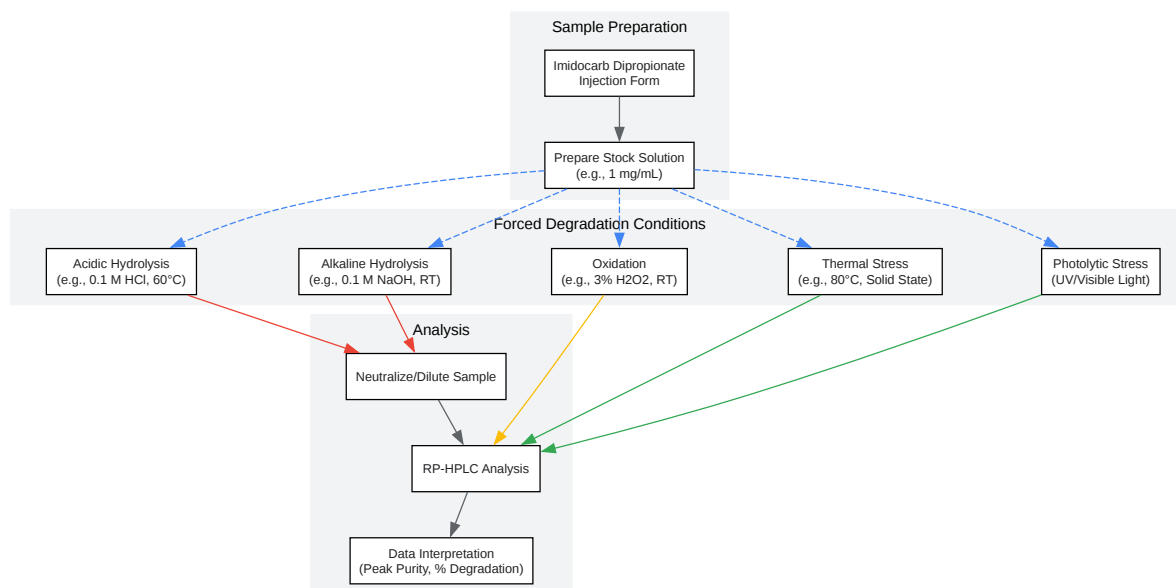 Sample Preparation
Imidocarb Dipropionate
Injection Form
Prepare Stock Solution
(e.g., 1 mg/mL)
Forced Degradation Conditions
Acidic Hydrolysis
(e.g., 0.1 M HCl, 60°C)
Alkaline Hydrolysis
(e.g., 0.1 M NaOH, RT)
Oxidation
(e.g., 3% H2O2, RT)
Thermal Stress
(e.g., 80°C, Solid State)
Photolytic Stress
(UV/Visible Light)
Analysis
Neutralize/Dilute Sample
RP-HPLC Analysis
Data Interpretation
(Peak Purity, % Degradation)